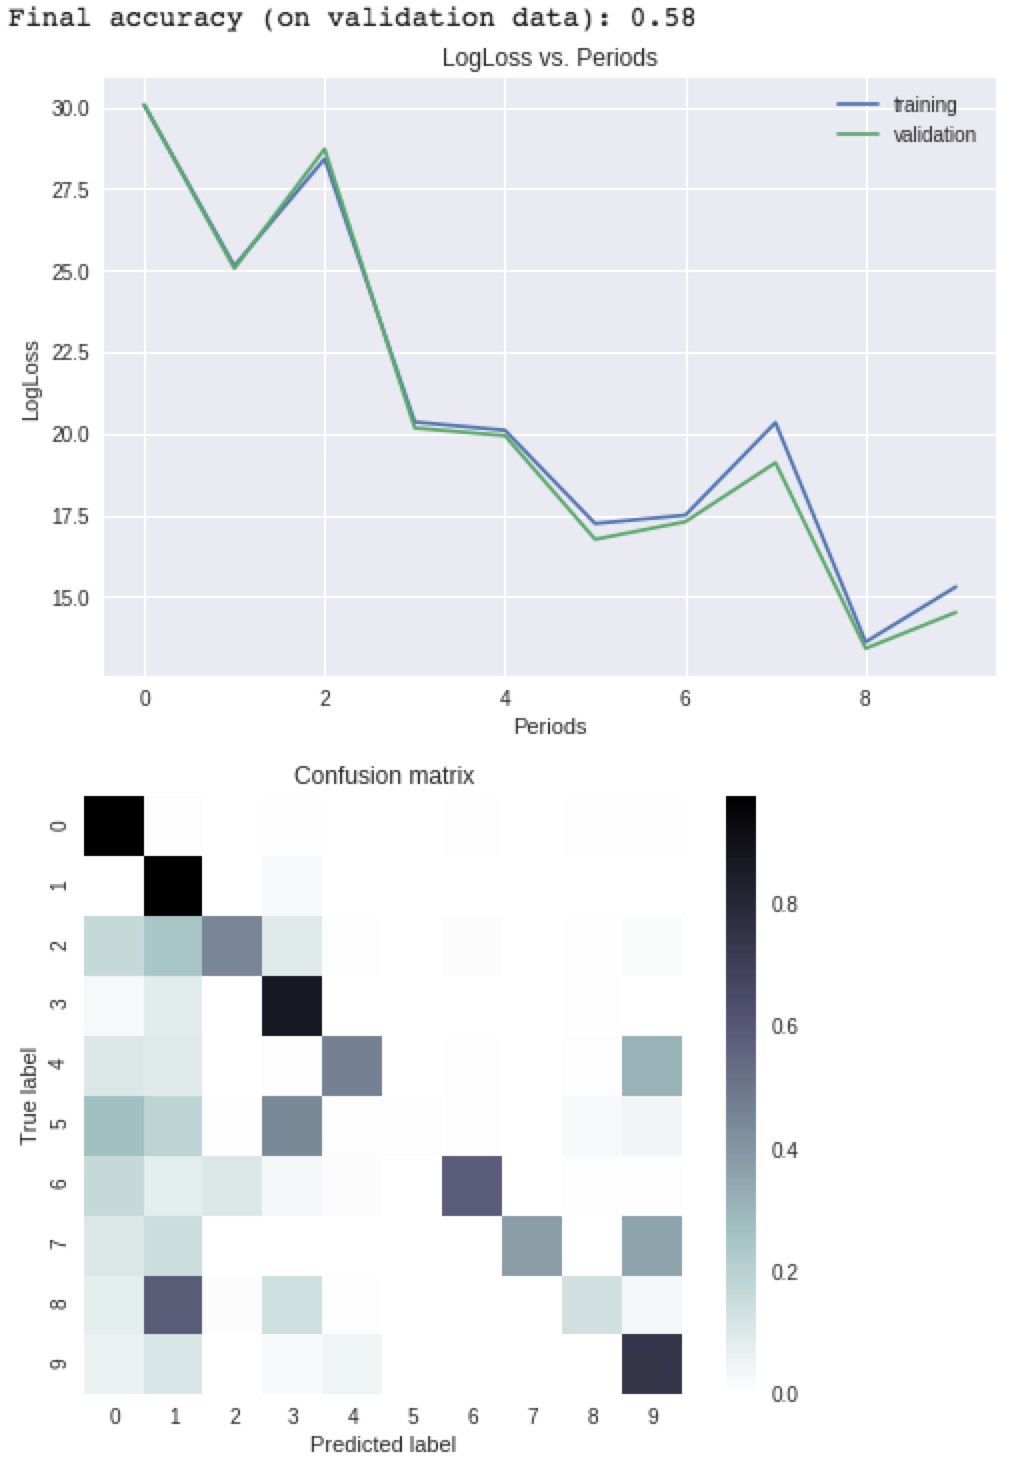 Final accuracy (on validation data): 0.58
LogLoss vs. Periods
30.0
27.5
25.0
22.5
20.0
17.5
15.0
LogLoss
training
validation
0 2 4 6 8
Periods
Confusion matrix
True label
0
1
2
3
4
5
6
7
8
9
0 1 2 3 4 5 6 7 8 9
Predicted label
0.8
0.6
0.4
0.2
0.0